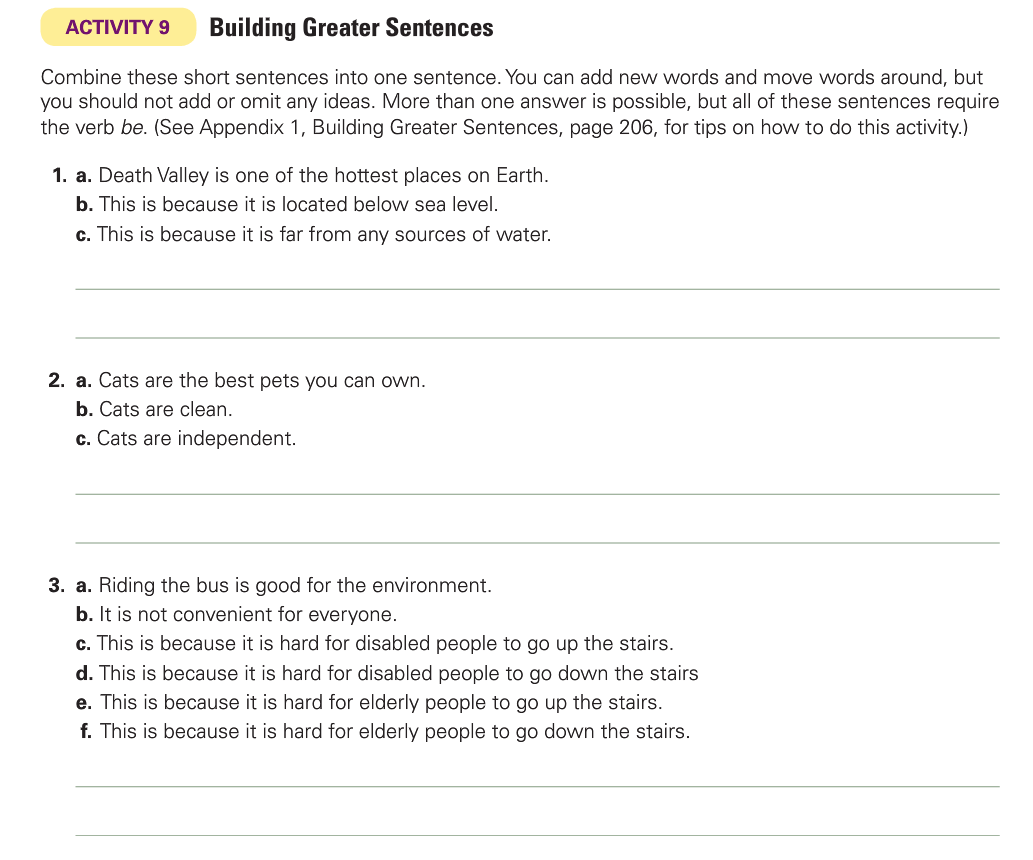 ACTIVITY 9 Building Greater Sentences
Combine these short sentences into one sentence. You can add new words and move words around, but
you should not add or omit any ideas. More than one answer is possible, but all of these sentences require
the verb be. (See Appendix 1, Building Greater Sentences, page 206, for tips on how to do this activity.)
1. a. Death Valley is one of the hottest places on Earth.
b. This is because it is located below sea level.
c. This is because it is far from any sources of water.
2. a. Cats are the best pets you can own.
b. Cats are clean.
c. Cats are independent.
3. a. Riding the bus is good for the environment.
b. It is not convenient for everyone.
c. This is because it is hard for disabled people to go up the stairs.
d. This is because it is hard for disabled people to go down the stairs
e. This is because it is hard for elderly people to go up the stairs.
f. This is because it is hard for elderly people to go down the stairs.